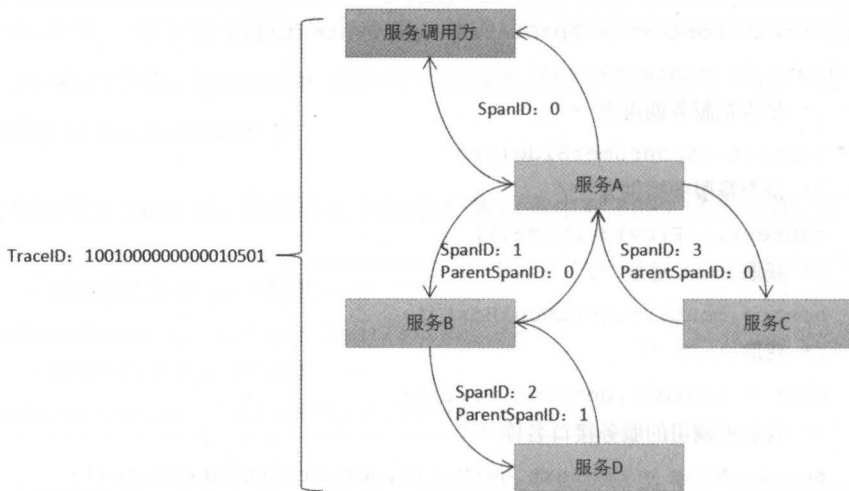 服务调用方
SpanID：0
服务A
TraceID：1001000000000010501
SpanID：1
ParentSpanID：0
SpanID：3
ParentSpanID：0
服务B
服务C
SpanID：2
ParentSpanID：1
服务D